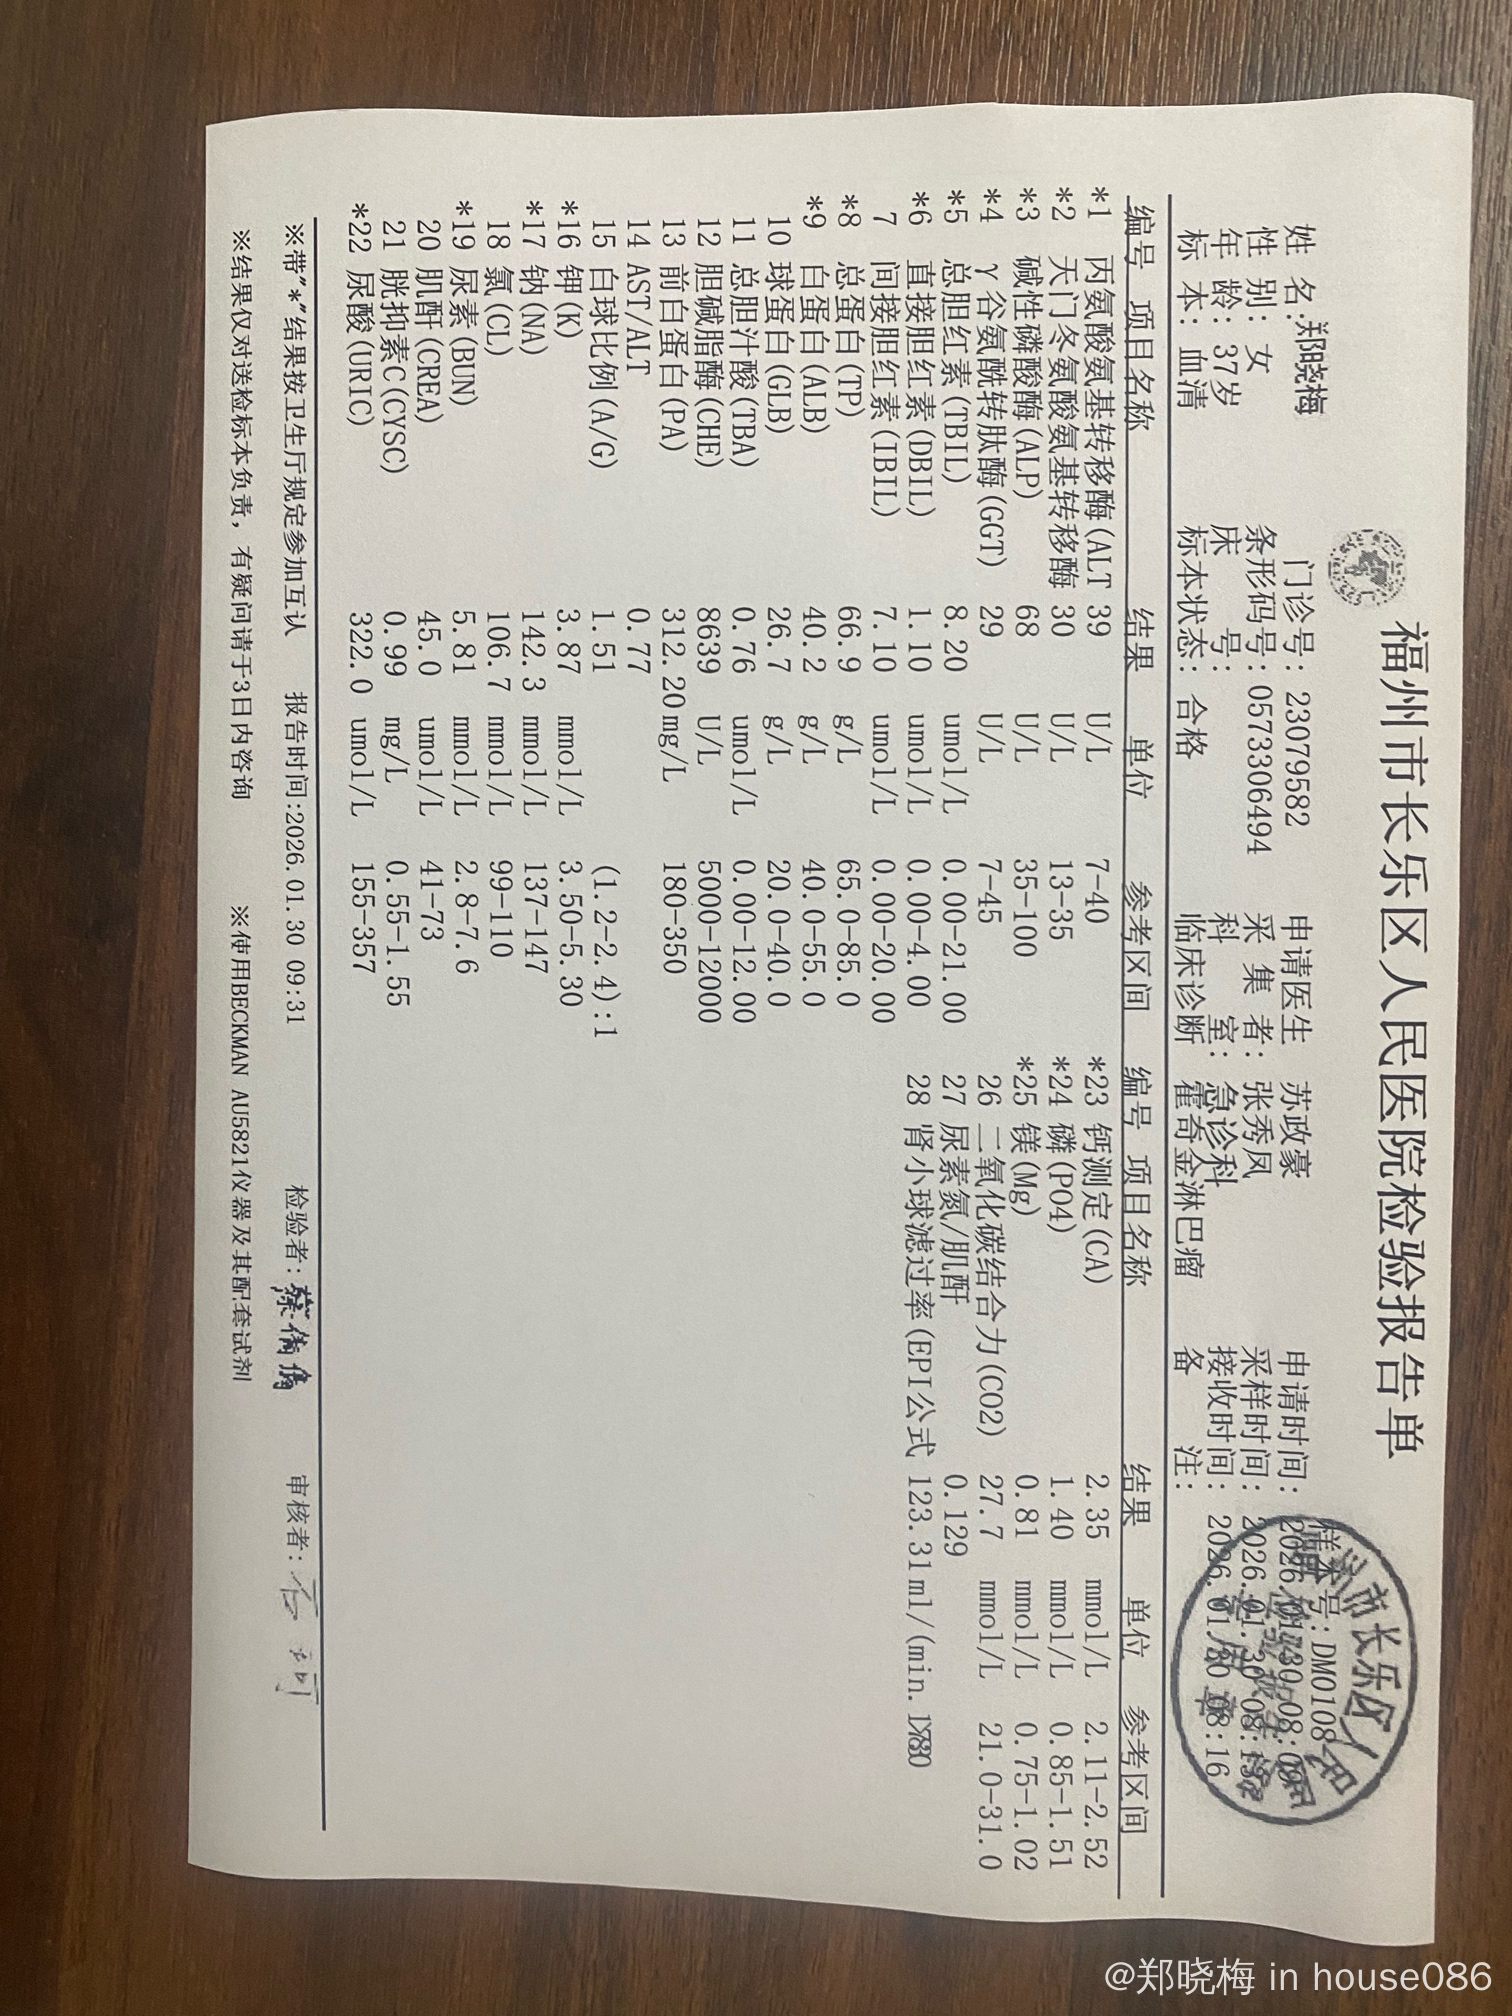 福州市长乐区人民医院检验报告单
样本号:DM0108
姓 名:郑晓梅 门诊号: 23079582 申请医生 苏政豪 申请时间:
性 别: 女 条形码号:0573306494 采 集 者: 张秀凤 采样时间:
年 龄: 37岁 床 号: 科 室: 急诊科 接收时间: 2026.01.30 08:16
标 本: 血清 标本状态: 合格 临床诊断 霍奇金淋巴瘤 备 注:
编号 项目名称 结果 单位 参考区间 编号 项目名称 结果 单位 参考区间
*1 丙氨酸氨基转移酶(ALT 39 U/L 7-40 *23 钙测定(CA) 2.35 mmol/L 2.11-2.52
*2 天门冬氨酸氨基转移酶 30 U/L 13-35 *24 磷(PO4) 1.40 mmol/L 0.85-1.51
*3 碱性磷酸酶(ALP) 68 U/L 35-100 *25 镁(Mg) 0.81 mmol/L 0.75-1.02
*4 γ谷氨酰转肽酶(GGT) 29 U/L 7-45 26 二氧化碳结合力(CO2) 27.7 mmol/L 21.0-31.0
*5 总胆红素(TBIL) 8.20 umol/L 0.00-21.00 27 尿素氮/肌酐 0.129
*6 直接胆红素(DBIL) 1.10 umol/L 0.00-4.00 28 肾小球滤过率(EPI公式 123.31 ml/(min.
7 间接胆红素(IBIL) 7.10 umol/L 0.00-20.00
*8 总蛋白(TP) 66.9 g/L 65.0-85.0
*9 白蛋白(ALB) 40.2 g/L 40.0-55.0
10 球蛋白(GLB) 26.7 g/L 20.0-40.0
11 总胆汁酸(TBA) 0.76 umol/L 0.00-12.00
12 胆碱脂酶(CHE) 8639 U/L 5000-12000
13 前白蛋白(PA) 312.20 mg/L 180-350
14 AST/ALT 0.77
15 白球比例(A/G) 1.51 (1.2-2.4):1
*16 钾(K) 3.87 mmol/L 3.50-5.30
*17 钠(NA) 142.3 mmol/L 137-147
18 氯(CL) 106.7 mmol/L 99-110
*19 尿素(BUN) 5.81 mmol/L 2.8-7.6
20 肌酐(CREA) 45.0 umol/L 41-73
21 胱抑素C(CYSC) 0.99 mg/L 0.55-1.55
*22 尿酸(URIC) 322.0 umol/L 155-357
※带"*"结果按卫生厅规定参加互认 报告时间:2026.01.30 09:31 检验者: 审核者:
※结果仅对送检标本负责，有疑问请于3日内咨询 ※使用BECKMAN AU5821仪器及其配套试剂
@郑晓梅 in house086